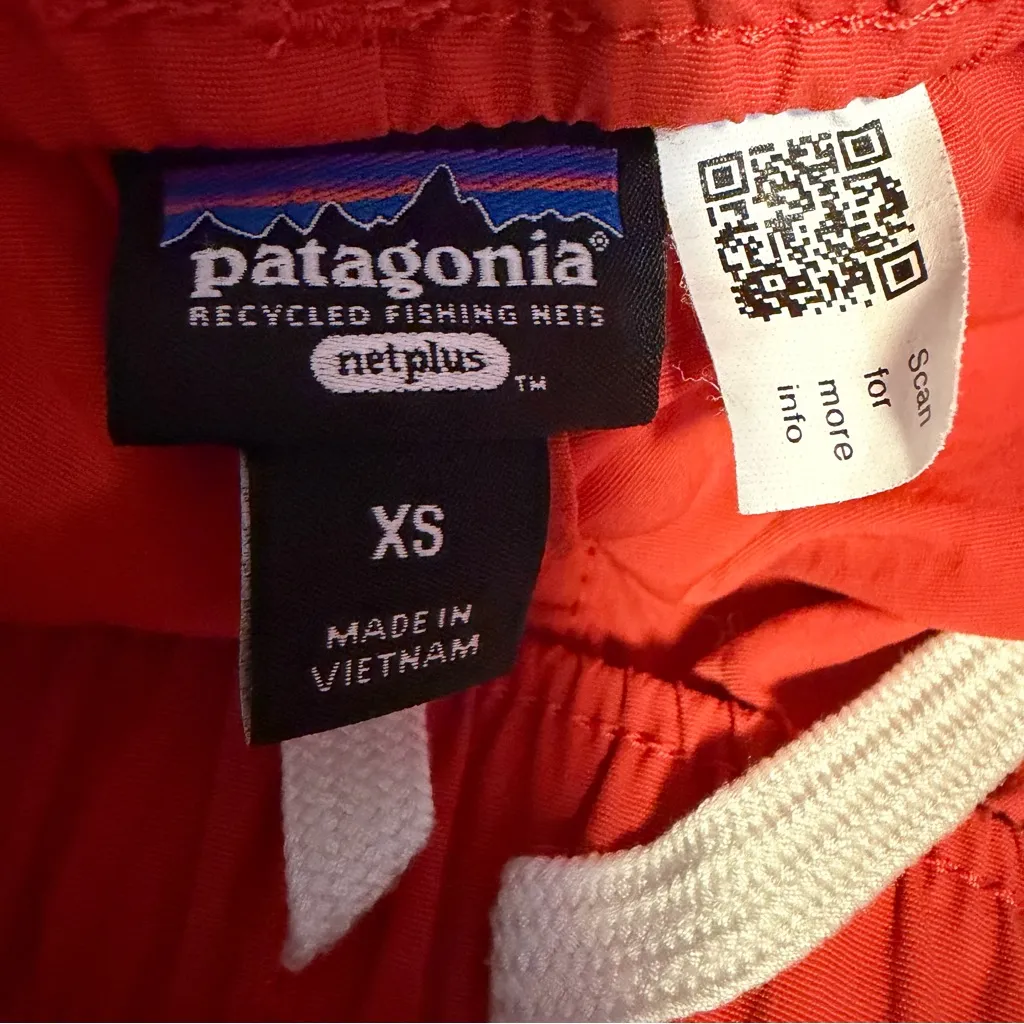 patagonia®
RECYCLED FISHING NETS
netplus TM
XS
MADE IN
VIETNAM
Scan
for
more
info